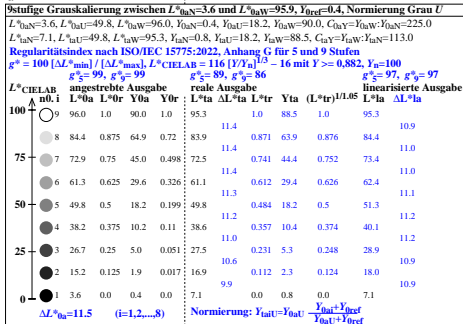 9stufige Grauskalierung zwischen L*0aN=3.6 und L*0aW=95.9, Y0ref=0.4, Normierung Grau U
L*0aN=3.6, L*0aU=49.8, L*0aW=96.0, Y0aN=0.4, Y0aU=18.2, Y0aW=90.0, C0aY=Y0aW:Y0aN=225.0
L*taN=7.1, L*taU=49.8, L*taW=95.3, YtaN=0.8, YtaU=18.2, YtaW=88.5, CtaY=YtaW:YtaN=113.0
Regularitätsindex nach ISO/IEC 15775:2022, Anhang G für 5 und 9 Stufen
g* = 100 [ΔL*min] / [ΔL*max], L*CIELAB = 116 [Y/Yn]1/3 − 16 mit Y >= 0,882, Yn=100
g*5= 99, g*9= 99 g*5= 89, g*9= 86 g*5= 97, g*9= 97
L*CIELAB angestrebte Ausgabe reale Ausgabe linearisierte Ausgabe
n0. i L*0a L*0r Y0a Y0r L*ta ΔL*ta L*tr Yta (L*tr)1/1.05 L*la ΔL*la
100 9 96.0 1.0 90.0 1.0 95.3 1.0 88.5 1.0 95.3
11.4 10.9
8 84.4 0.875 64.9 0.72 83.9 0.871 63.9 0.876 84.4
11.4 11.0
75 7 72.9 0.75 45.0 0.498 72.5 0.741 44.4 0.752 73.4
11.2 11.0
6 61.3 0.625 29.6 0.326 61.3 0.612 29.4 0.626 62.4
11.4 11.1
50 5 49.9 0.5 18.2 0.199 49.8 0.484 18.2 0.5 51.3
11.2 11.2
4 38.2 0.375 10.2 0.11 38.6 0.357 10.4 0.374 40.1
11.0 11.2
25 3 26.7 0.25 5.0 0.051 27.5 0.231 5.3 0.248 28.9
10.6 10.9
2 15.2 0.125 1.9 0.017 16.9 0.112 2.3 0.124 18.0
9.9 10.9
0 1 3.6 0.0 0.4 0.0 7.1 0.0 0.8 0.0 7.1
ΔL*0a=11.5 (i=1,2,...,8) Normierung: YtaiU=Y0aU Y0ai+Y0ref
Y0aU+Y0ref